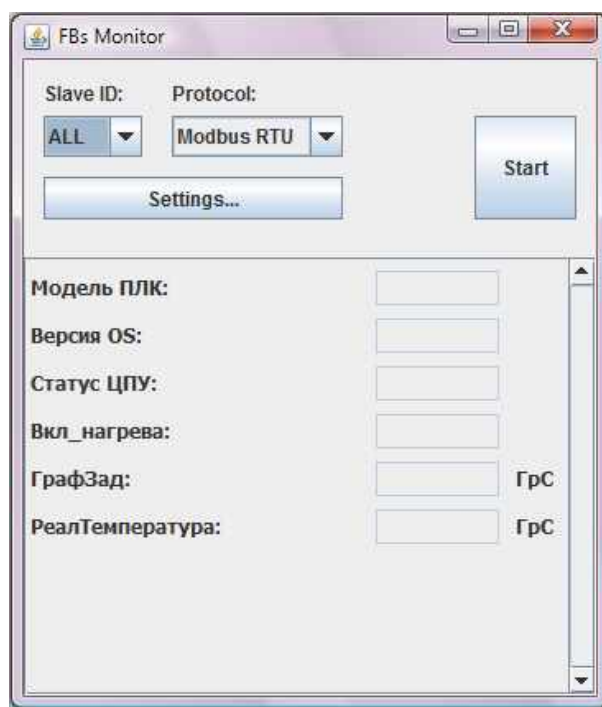 FBs Monitor
Slave ID: Protocol:
ALL Modbus RTU
Start
Settings...
Модель ПЛК:
Версия OS:
Статус ЦПУ:
Вкл_нагрева:
ГрафЗад: ГрС
РеалТемпература: ГрС